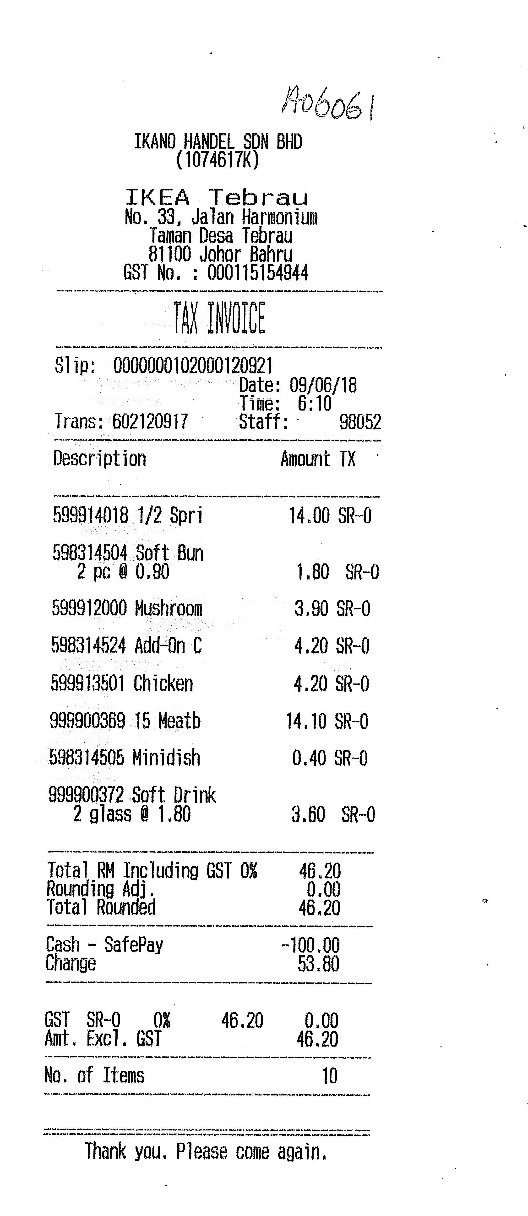 A06061
IKANO HANDEL SDN BHD
(1074617K)
IKEA Tebrau
No. 33, Jalan Harmonium
Taman Desa Tebrau
81100 Johor Bahru
GST No. : 000115154944
TAX INVOICE
Slip: 0000000102000120921
Date: 09/06/18
Time: 6:10
Trans: 602120917 Staff: 98052
Description Amount TX
599914018 1/2 Spri 14.00 SR-0
598314504 Soft Bun
2 pc @ 0.90 1.80 SR-0
599912000 Mushroom 3.90 SR-0
598314524 Add-On C 4.20 SR-0
599913501 Chicken 4.20 SR-0
999900369 15 Meatb 14.10 SR-0
598314505 Minidish 0.40 SR-0
999900372 Soft Drink
2 glass @ 1.80 3.60 SR-0
Total RM Including GST 0% 46.20
Rounding Adj. 0.00
Total Rounded 46.20
Cash - SafePay -100.00
Change 53.80
GST SR-0 0% 46.20 0.00
Amt. Excl. GST 46.20
No. of Items 10
Thank you. Please come again.